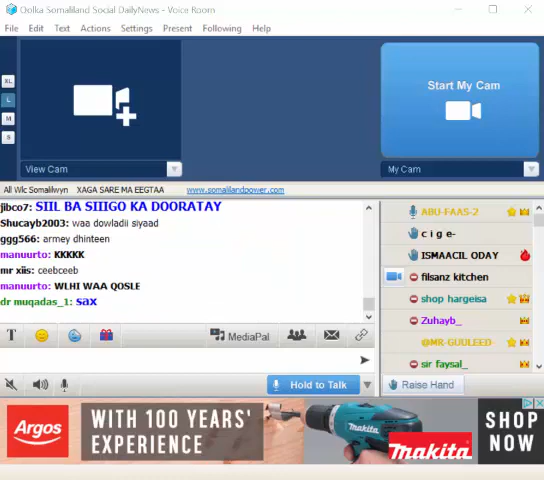 Oolka Somaliland Social DailyNews - Voice Room
File Edit Text Actions Settings Present Following Help
XL
L
M
S
View Cam
Start My Cam
My Cam
All Wlc Somalilwyn XAGA SARE MA EEGTAA www.somalilandpower.com
jibco7: SIIL BA SIIIGO KA DOORATAY
Shucayb2003: waa dowladii siyaad
ggg566: armey dhinteen
manuurto: KKKKK
mr xiis: ceebceeb
manuurto: WLHI WAA QOSLE
dr muqadas_1: sax
ABU-FAAS-2
c i g e-
ISMAACIL ODAY
filsanz kitchen
shop hargeisa
Zuhayb_
@MR-GUULEED-
sir faysal_
T
MediaPal
Hold to Talk
Raise Hand
Argos
WITH 100 YEARS'
EXPERIENCE
makita
Makita
SHOP
NOW